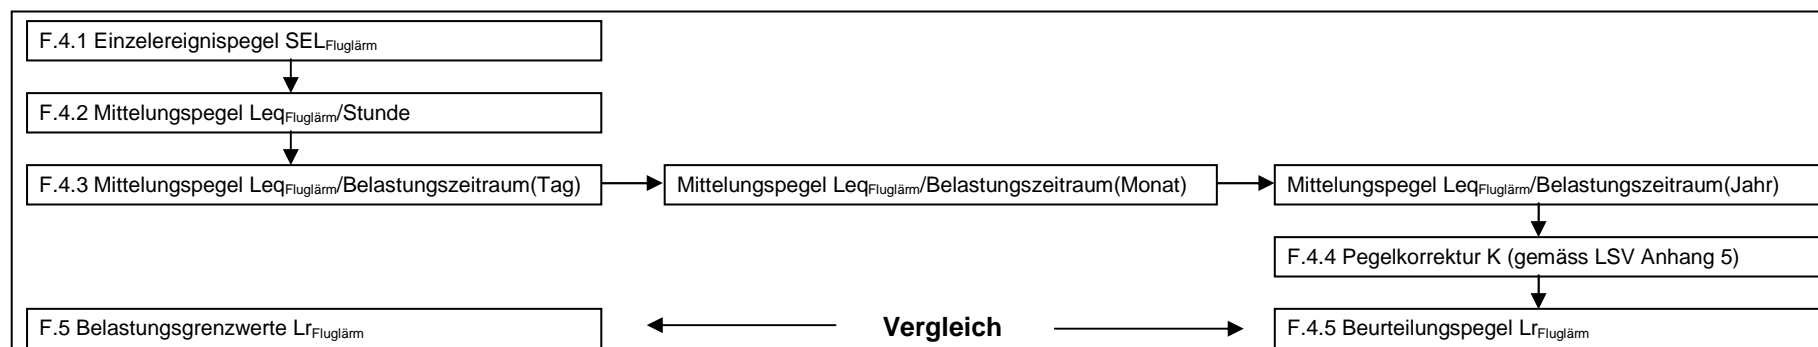 F.4.1 Einzelereignispegel SELFluglärm
F.4.2 Mittelungspegel LeqFluglärm/Stunde
F.4.3 Mittelungspegel LeqFluglärm/Belastungszeitraum(Tag)
Mittelungspegel LeqFluglärm/Belastungszeitraum(Monat)
Mittelungspegel LeqFluglärm/Belastungszeitraum(Jahr)
F.4.4 Pegelkorrektur K (gemäss LSV Anhang 5)
F.5 Belastungsgrenzwerte LrFluglärm
Vergleich
F.4.5 Beurteilungspegel LrFluglärm